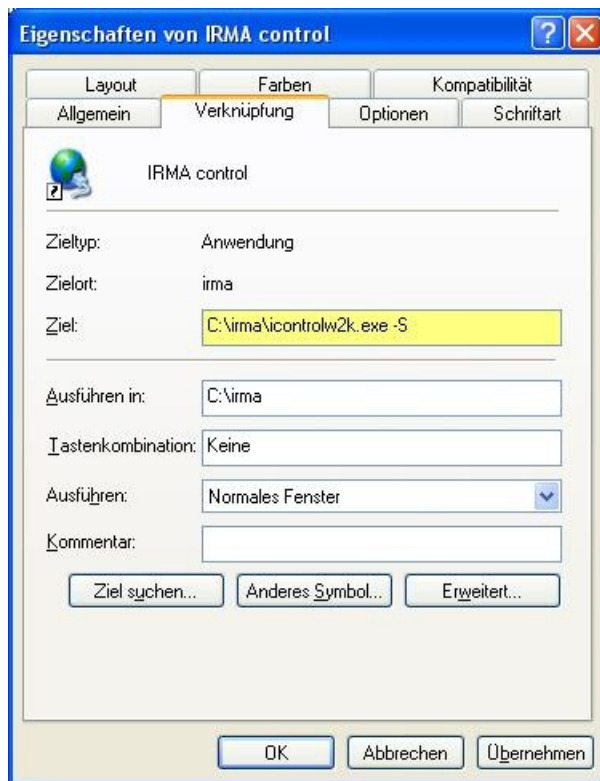 Eigenschaften von IRMA control
Layout Farben Kompatibilität
Allgemein Verknüpfung Optionen Schriftart
IRMA control
Zieltyp: Anwendung
Zielort: irma
Ziel: C:\irma\icontrolw2k.exe -S
Ausführen in: C:\irma
Tastenkombination: Keine
Ausführen: Normales Fenster
Kommentar:
Ziel suchen... Anderes Symbol... Erweitert...
OK Abbrechen Übernehmen